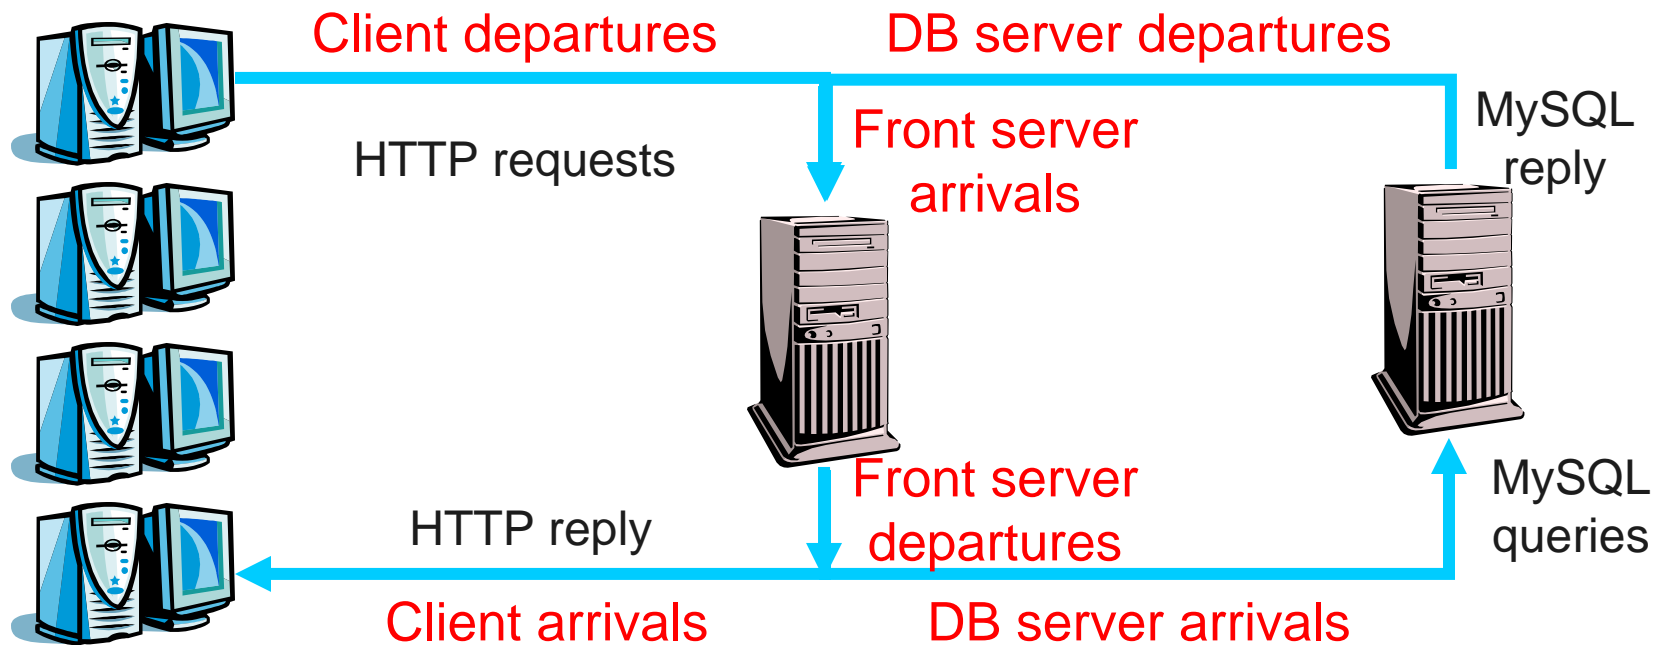 Client departures
DB server departures
MySQL
reply
Front server
arrivals
HTTP requests
Front server
departures
MySQL
queries
HTTP reply
Client arrivals
DB server arrivals